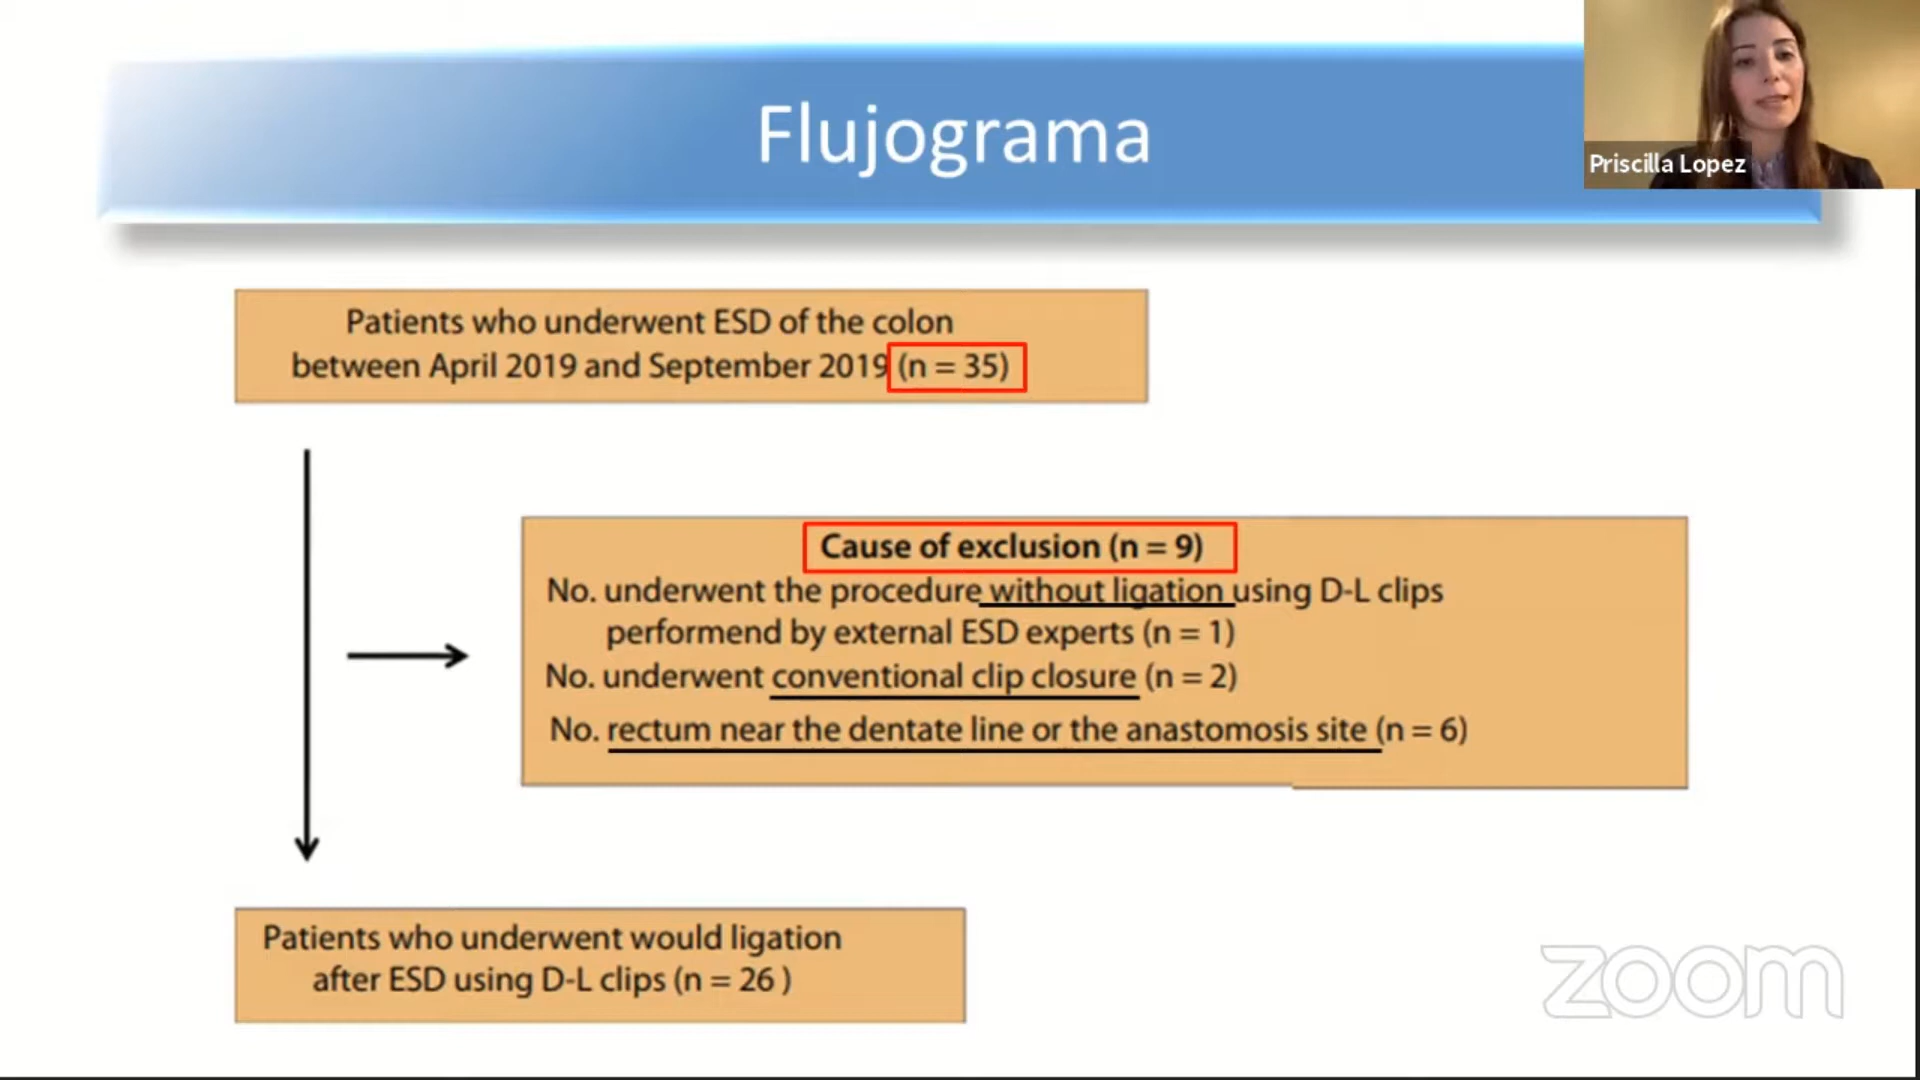 Flujograma
Priscilla Lopez
Patients who underwent ESD of the colon
between April 2019 and September 2019 (n = 35)
Cause of exclusion (n = 9)
No. underwent the procedure without ligation using D-L clips
performend by external ESD experts (n = 1)
No. underwent conventional clip closure (n = 2)
No. rectum near the dentate line or the anastomosis site (n = 6)
Patients who underwent would ligation
after ESD using D-L clips (n = 26 )
zoom